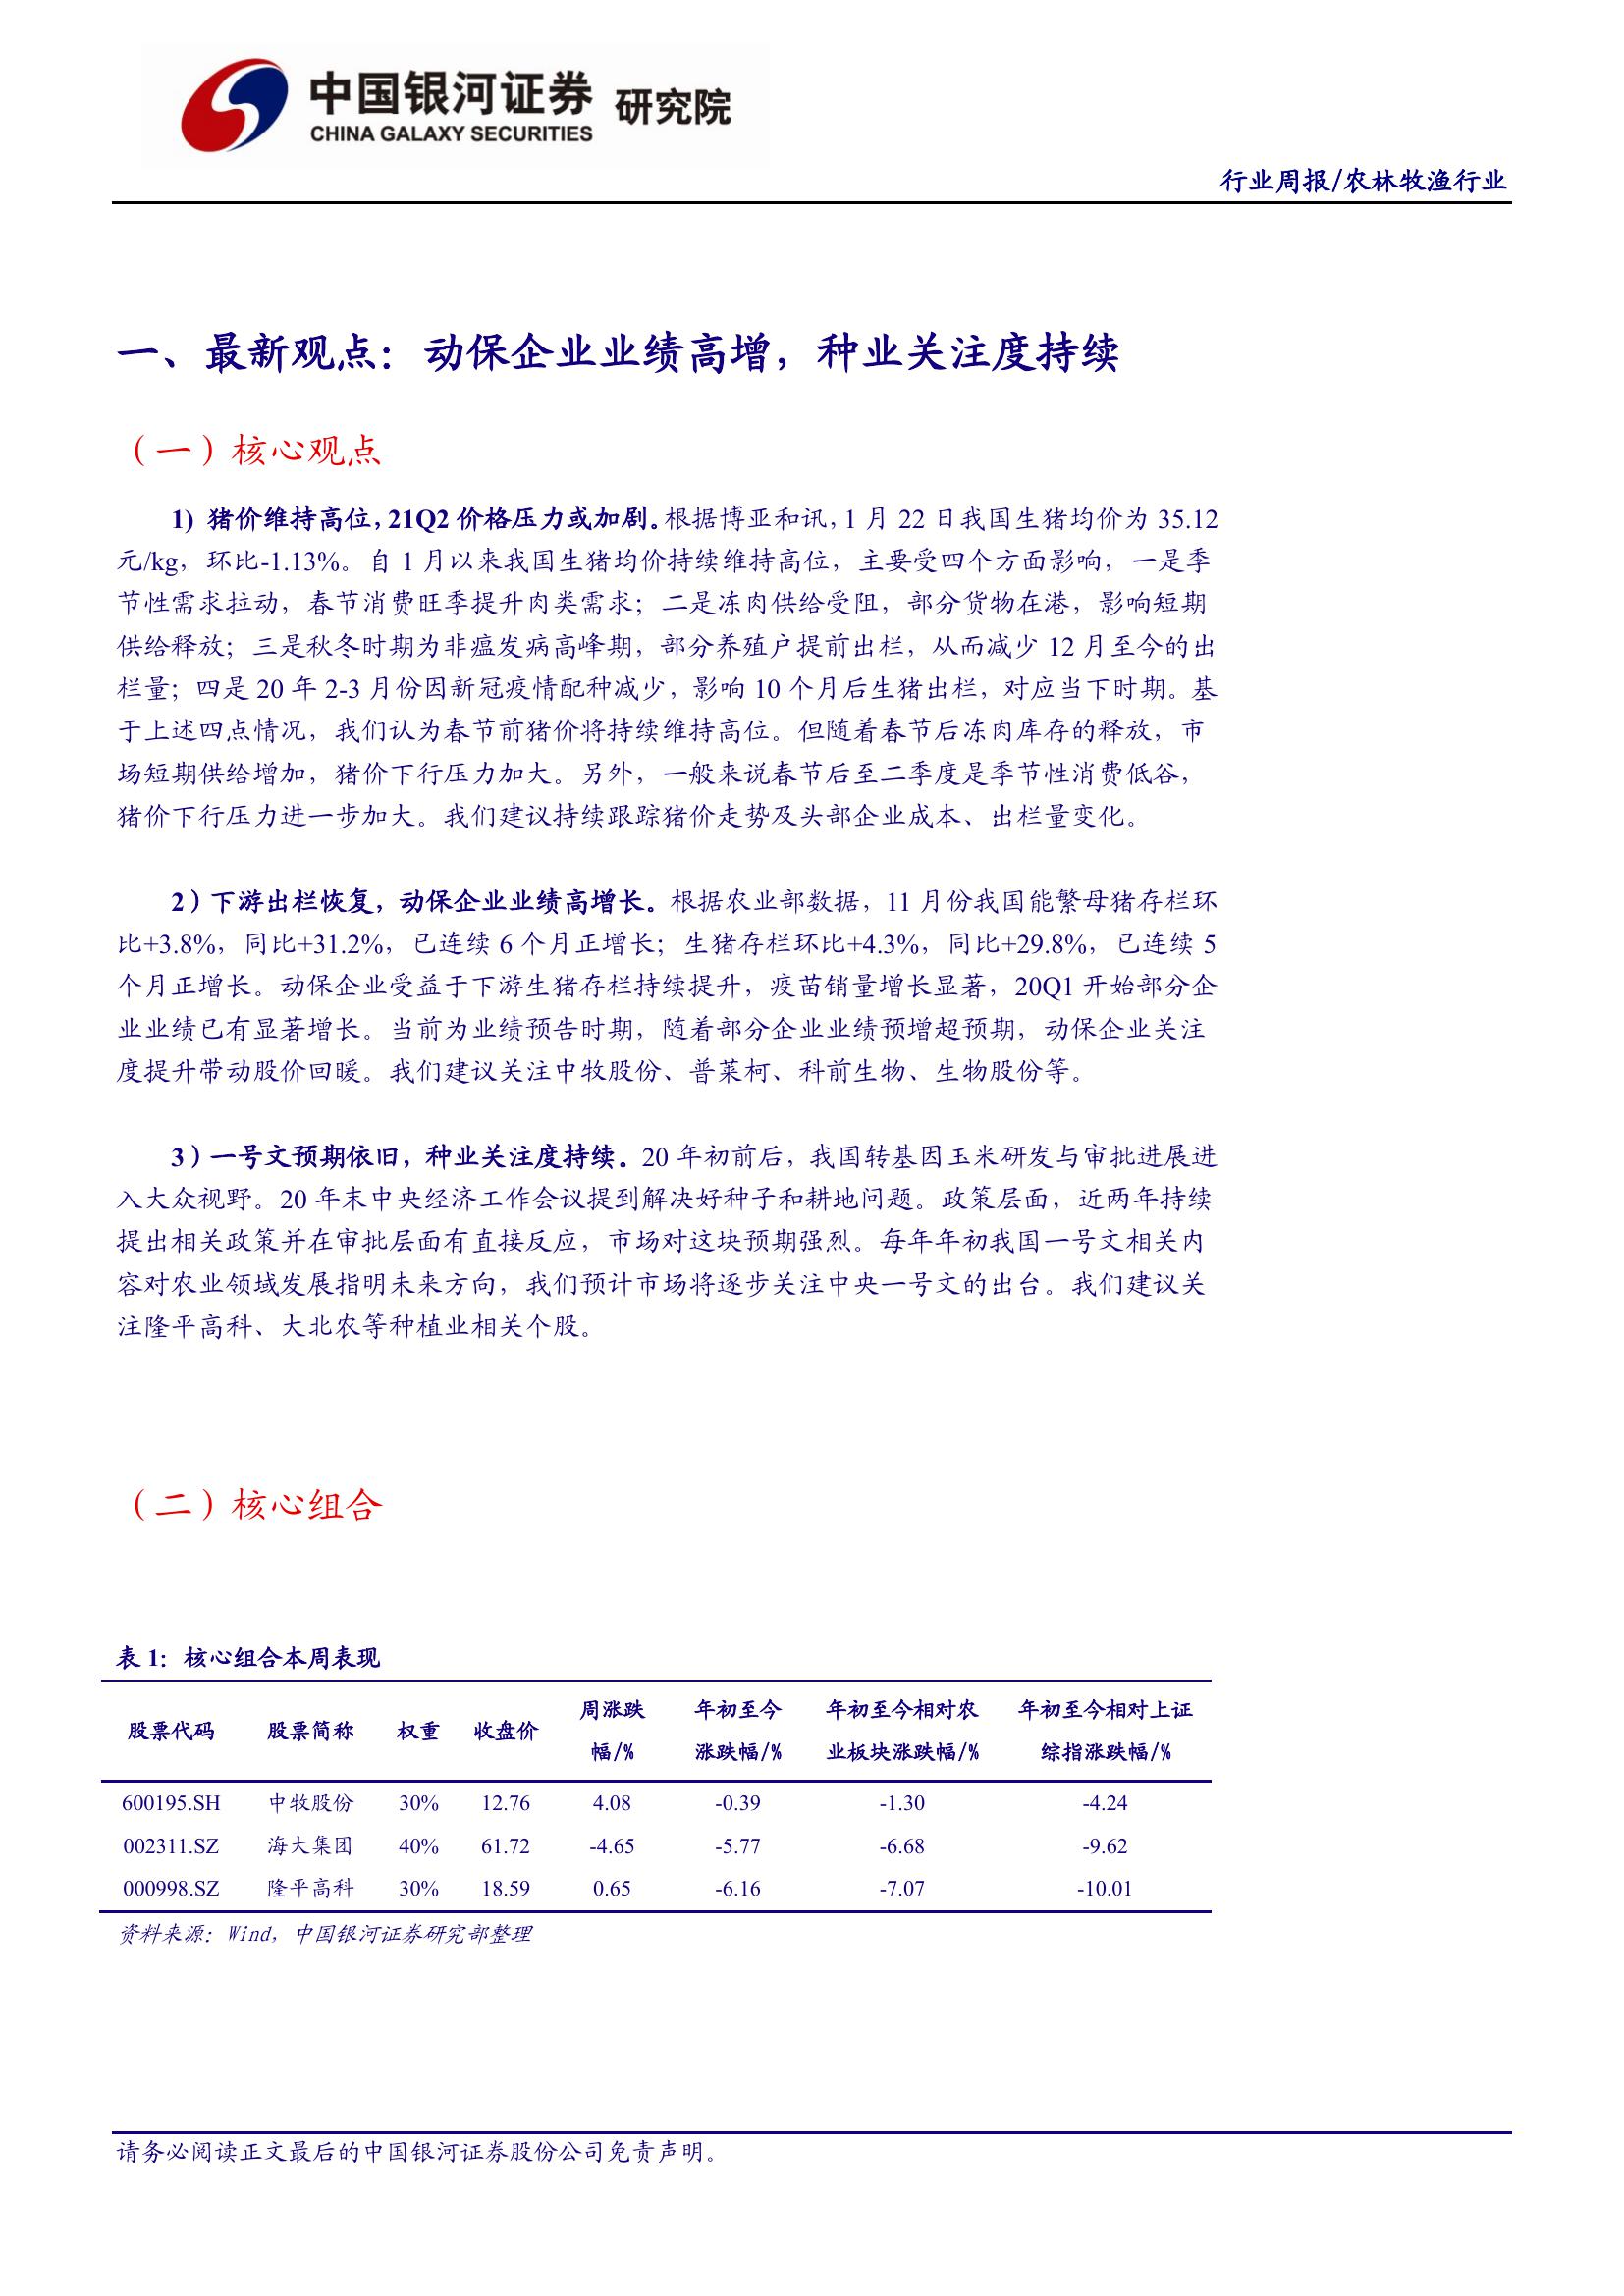 中国银河证券 研究院
CHINA GALAXY SECURITIES
行业周报/农林牧渔行业
一、最新观点：动保企业业绩高增，种业关注度持续
（一）核心观点
1) 猪价维持高位，21Q2 价格压力或加剧。根据博亚和讯，1 月 22 日我国生猪均价为 35.12
元/kg，环比-1.13%。自 1 月以来我国生猪均价持续维持高位，主要受四个方面影响，一是季
节性需求拉动，春节消费旺季提升肉类需求；二是冻肉供给受阻，部分货物在港，影响短期
供给释放；三是秋冬时期为非瘟发病高峰期，部分养殖户提前出栏，从而减少 12 月至今的出
栏量；四是 20 年 2-3 月份因新冠疫情配种减少，影响 10 个月后生猪出栏，对应当下时期。基
于上述四点情况，我们认为春节前猪价将持续维持高位。但随着春节后冻肉库存的释放，市
场短期供给增加，猪价下行压力加大。另外，一般来说春节后至二季度是季节性消费低谷，
猪价下行压力进一步加大。我们建议持续跟踪猪价走势及头部企业成本、出栏量变化。
2）下游出栏恢复，动保企业业绩高增长。根据农业部数据，11 月份我国能繁母猪存栏环
比+3.8%，同比+31.2%，已连续 6 个月正增长；生猪存栏环比+4.3%，同比+29.8%，已连续 5
个月正增长。动保企业受益于下游生猪存栏持续提升，疫苗销量增长显著，20Q1 开始部分企
业业绩已有显著增长。当前为业绩预告时期，随着部分企业业绩预增超预期，动保企业关注
度提升带动股价回暖。我们建议关注中牧股份、普莱柯、科前生物、生物股份等。
3）一号文预期依旧，种业关注度持续。20 年初前后，我国转基因玉米研发与审批进展进
入大众视野。20 年末中央经济工作会议提到解决好种子和耕地问题。政策层面，近两年持续
提出相关政策并在审批层面有直接反应，市场对这块预期强烈。每年年初我国一号文相关内
容对农业领域发展指明未来方向，我们预计市场将逐步关注中央一号文的出台。我们建议关
注隆平高科、大北农等种植业相关个股。
（二）核心组合
表 1：核心组合本周表现
股票代码 股票简称 权重 收盘价 周涨跌幅/% 年初至今涨跌幅/% 年初至今相对农业板块涨跌幅/% 年初至今相对上证综指涨跌幅/%
600195.SH 中牧股份 30% 12.76 4.08 -0.39 -1.30 -4.24
002311.SZ 海大集团 40% 61.72 -4.65 -5.77 -6.68 -9.62
000998.SZ 隆平高科 30% 18.59 0.65 -6.16 -7.07 -10.01
资料来源：Wind，中国银河证券研究部整理
请务必阅读正文最后的中国银河证券股份公司免责声明。